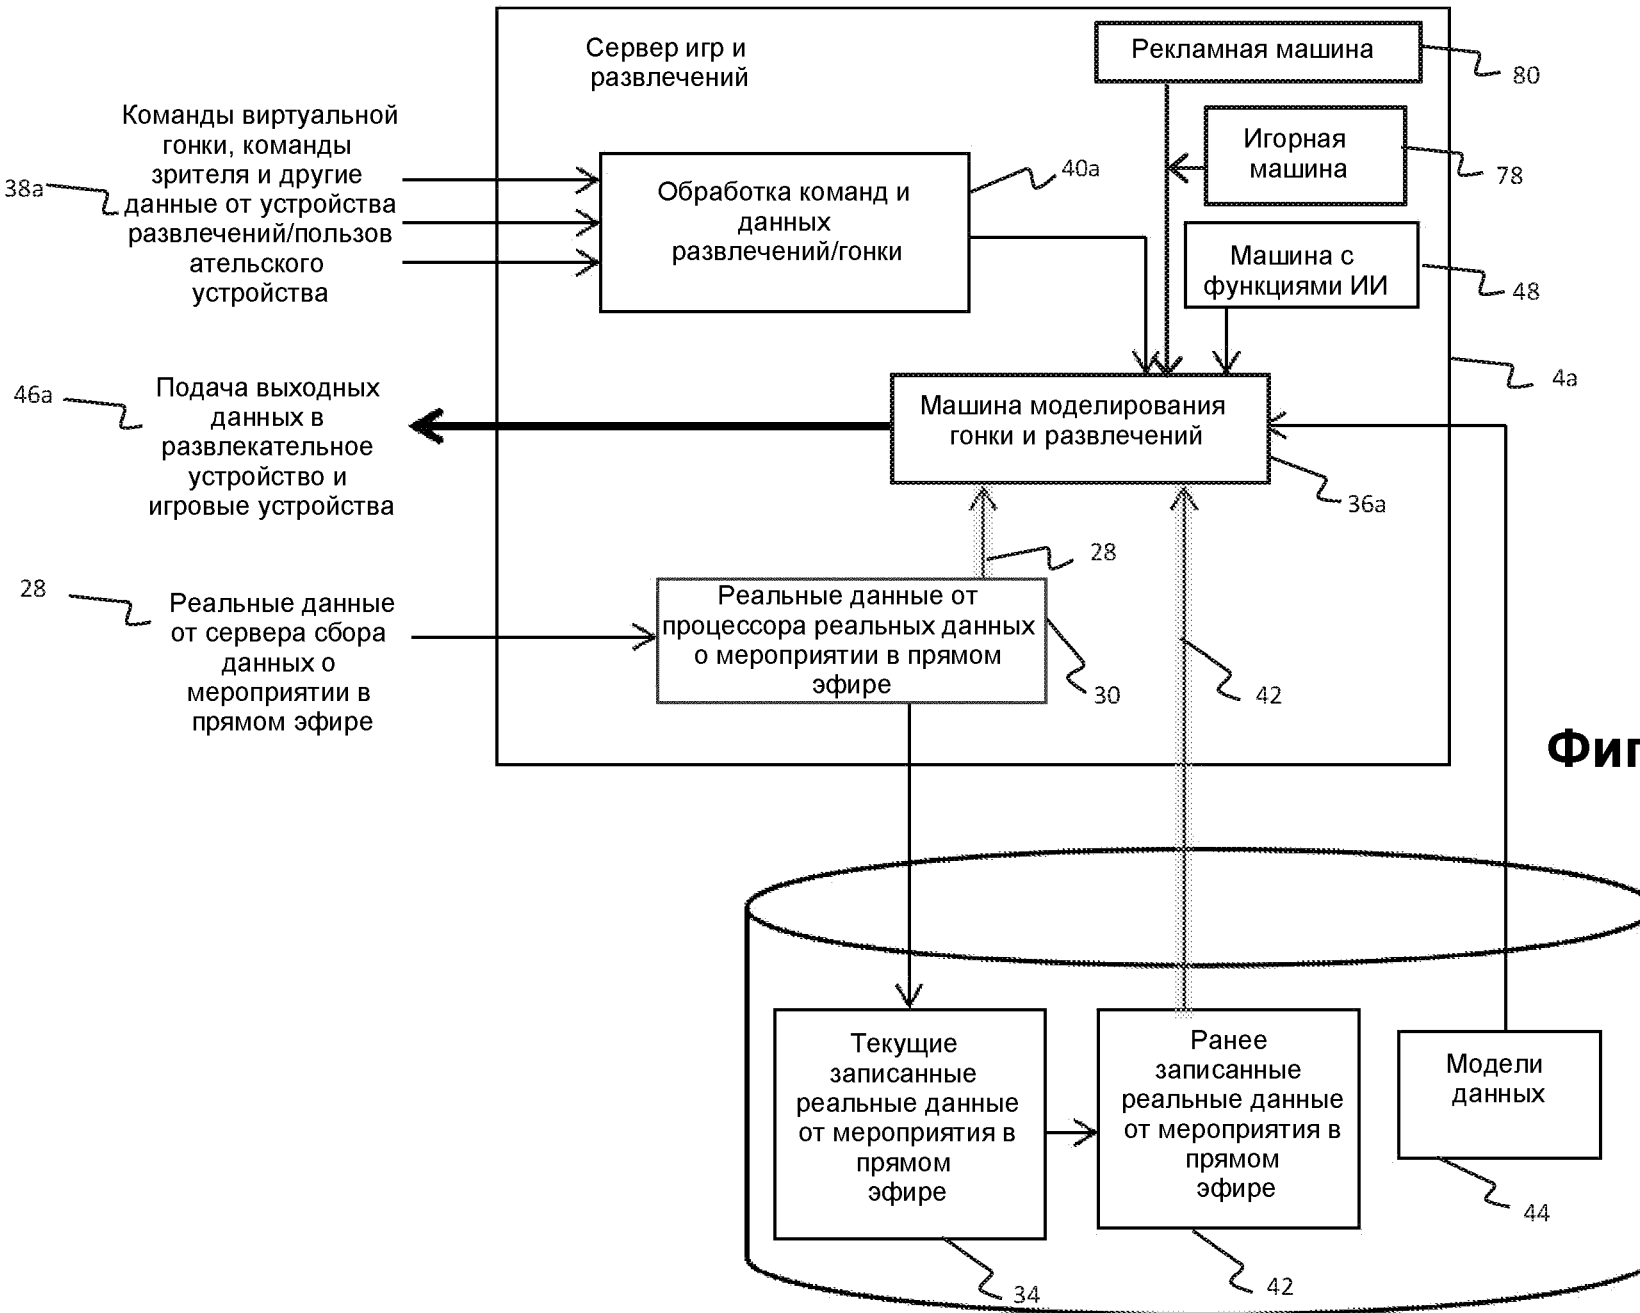 Сервер игр и
развлечений
Рекламная машина
80
Игорная
машина
78
Команды виртуальной
гонки, команды
зрителя и другие
данные от устройства
развлечений/пользов
ательского
устройства
38a
Обработка команд и
данных
развлечений/гонки
40a
Машина с
функциями ИИ
48
4a
46a
Подача выходных
данных в
развлекательное
устройство и
игровые устройства
Машина моделирования
гонки и развлечений
36a
28
28
Реальные данные
от сервера сбора
данных о
мероприятии в
прямом эфире
Реальные данные от
процессора реальных данных
о мероприятии в прямом
эфире
30
42
Фиг
Текущие
записанные
реальные данные
от мероприятия в
прямом
эфире
34
Ранее
записанные
реальные данные
от мероприятия в
прямом
эфире
42
Модели
данных
44